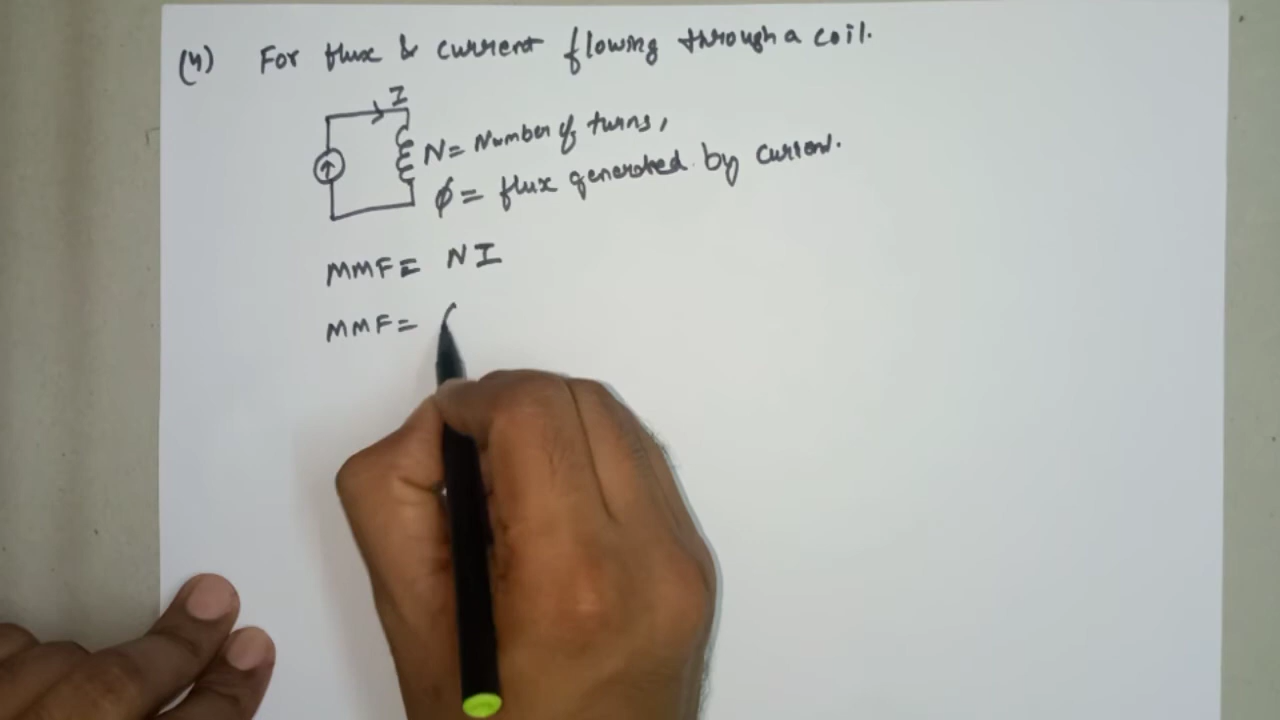 (4) For flux & current flowing through a coil.
I
N = Number of turns,
ϕ = flux generated by current.
MMF = NI
MMF = (